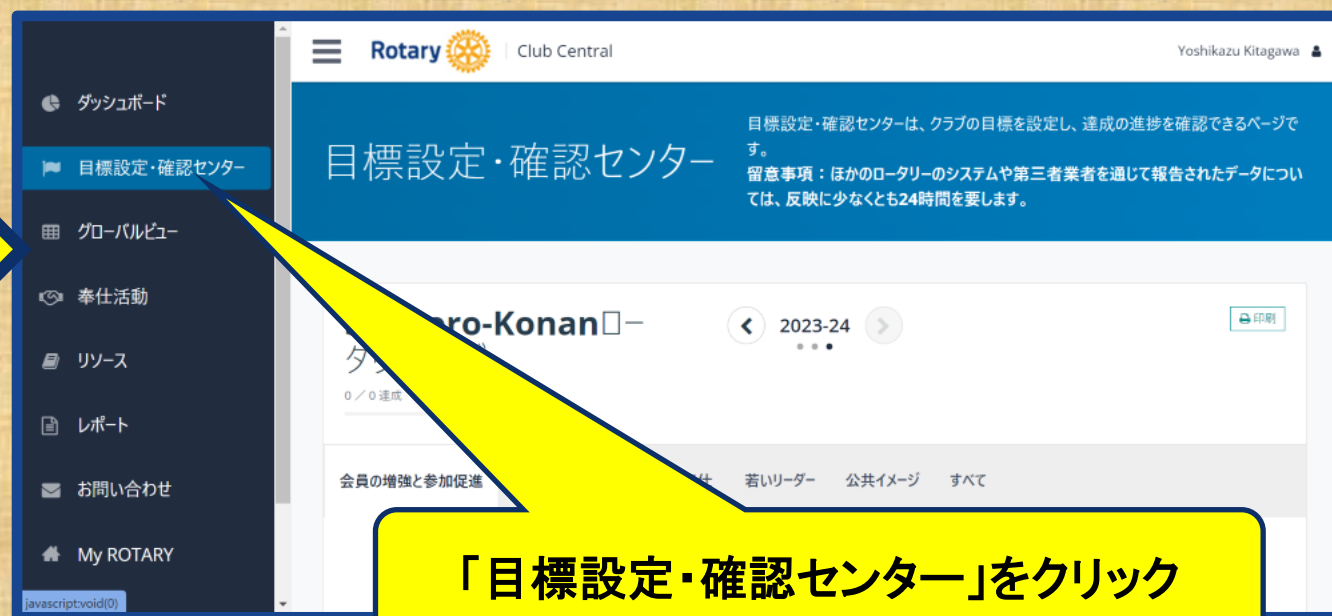 Rotary
Club Central
Yoshikazu Kitagawa
ダッシュボード
目標設定・確認センター
グローバルビュー
奉仕活動
リソース
レポート
お問い合わせ
My ROTARY
javascript:void(0)
目標設定・確認センター
目標設定・確認センターは、クラブの目標を設定し、達成の進捗を確認できるページで
す。
留意事項：ほかのロータリーのシステムや第三者業者を通じて報告されたデータについ
ては、反映に少なくとも24時間を要します。
ro-Konanロー
タ
0／0達成
2023-24
印刷
会員の増強と参加促進
仕
若いリーダー
公共イメージ
すべて
「目標設定・確認センター」をクリック